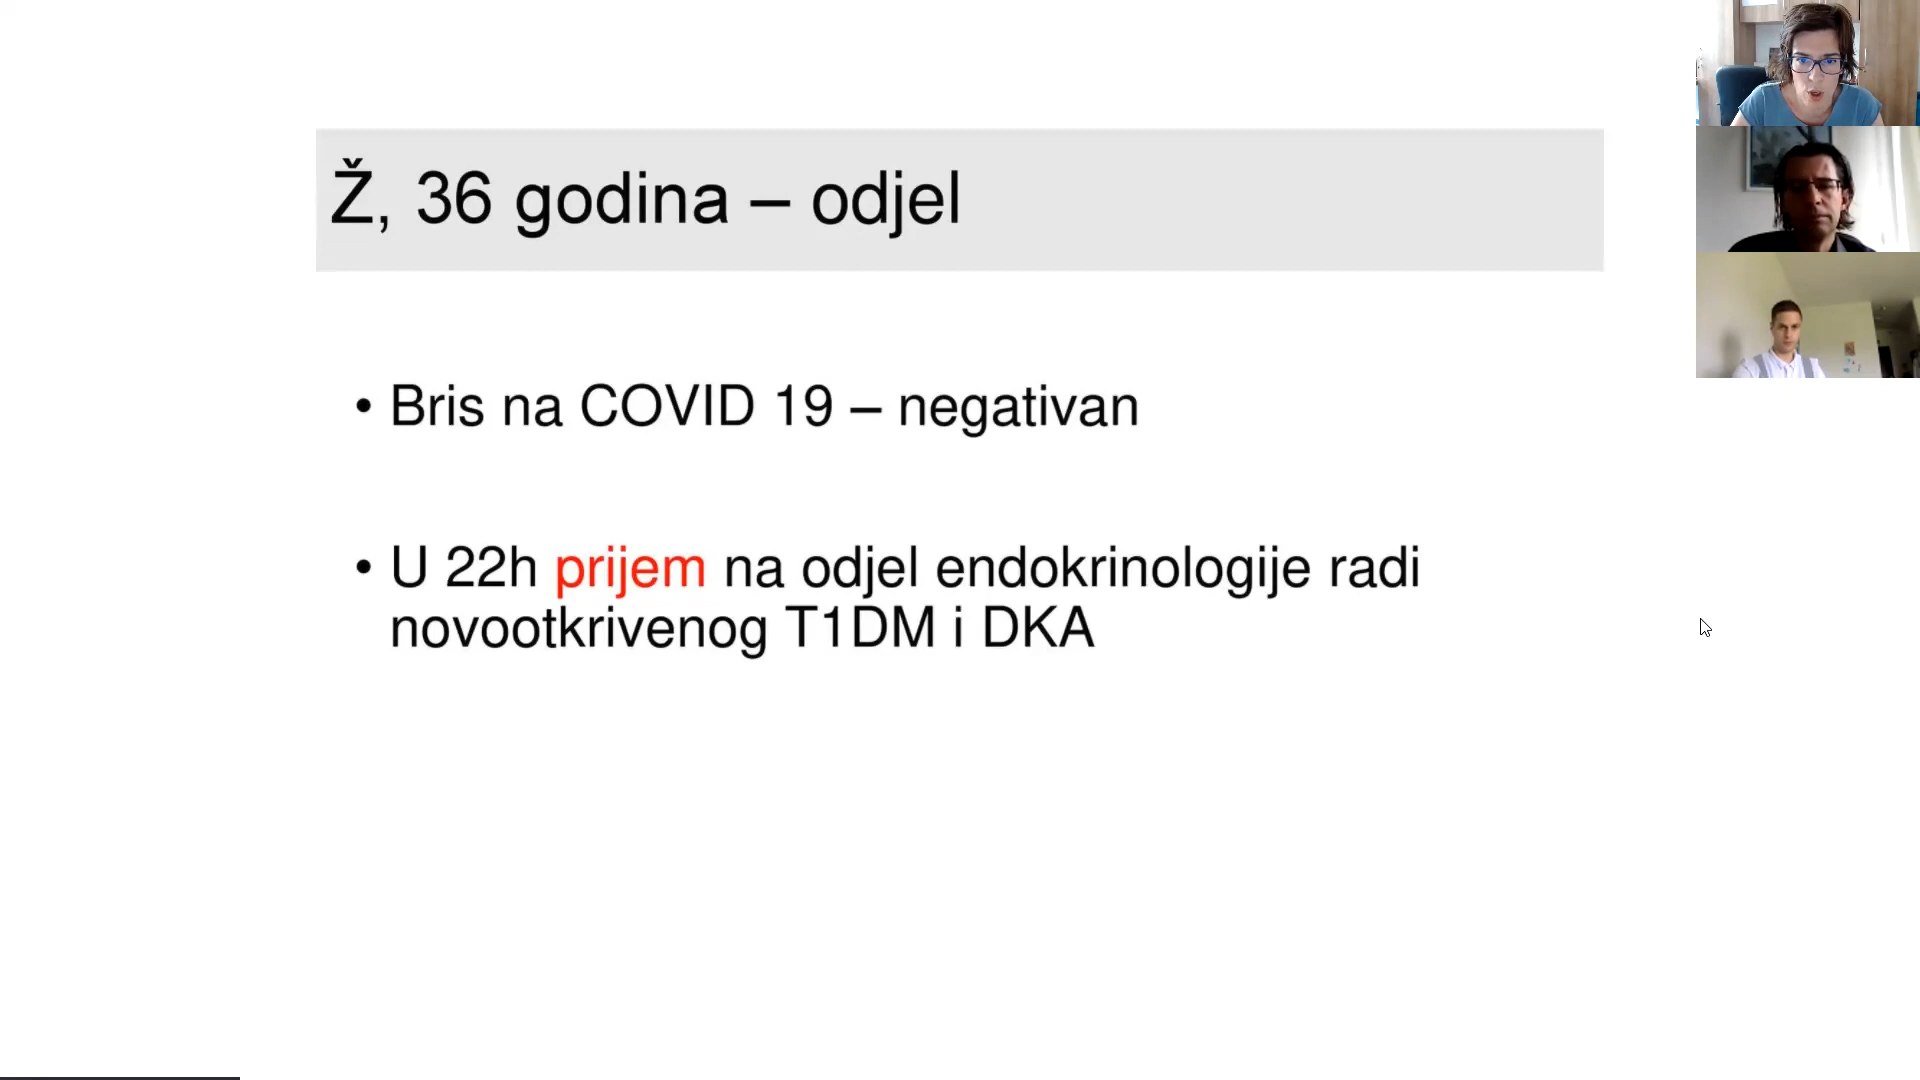 Ž, 36 godina – odjel
• Bris na COVID 19 – negativan
• U 22h prijem na odjel endokrinologije radi
novootkrivenog T1DM i DKA